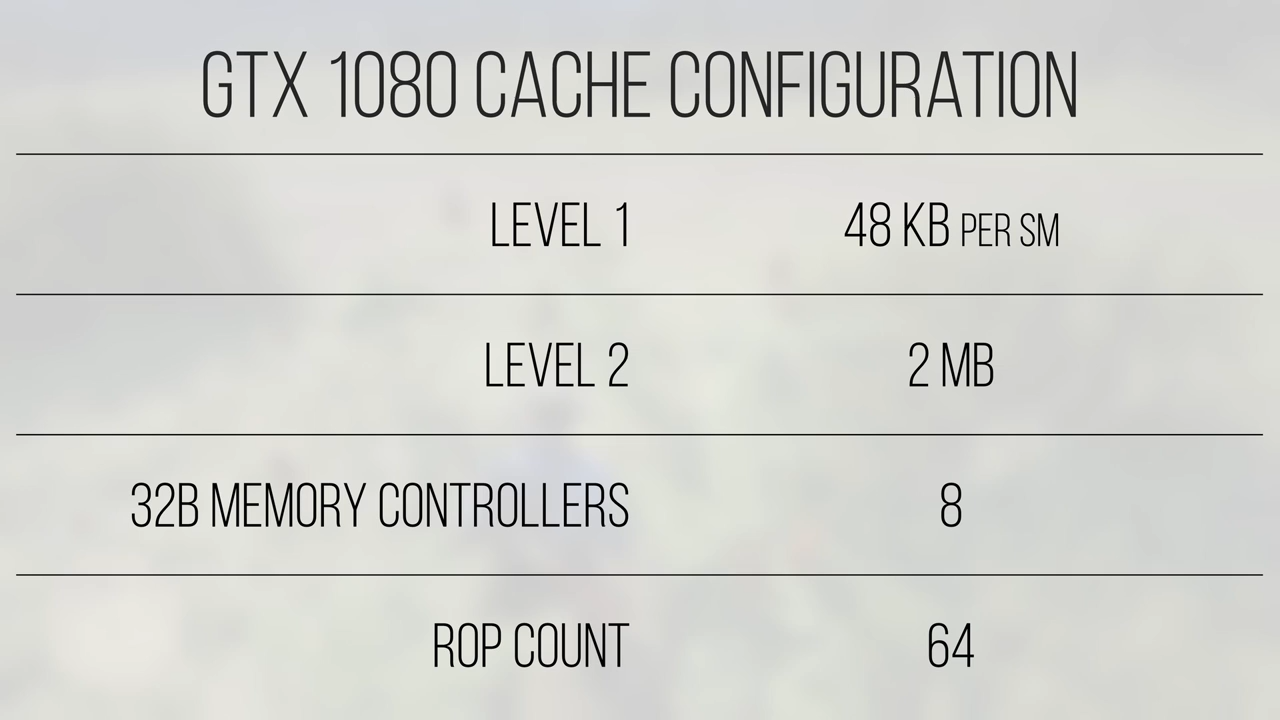 GTX 1080 CACHE CONFIGURATION
LEVEL 1 48 KB PER SM
LEVEL 2 2 MB
32B MEMORY CONTROLLERS 8
ROP COUNT 64